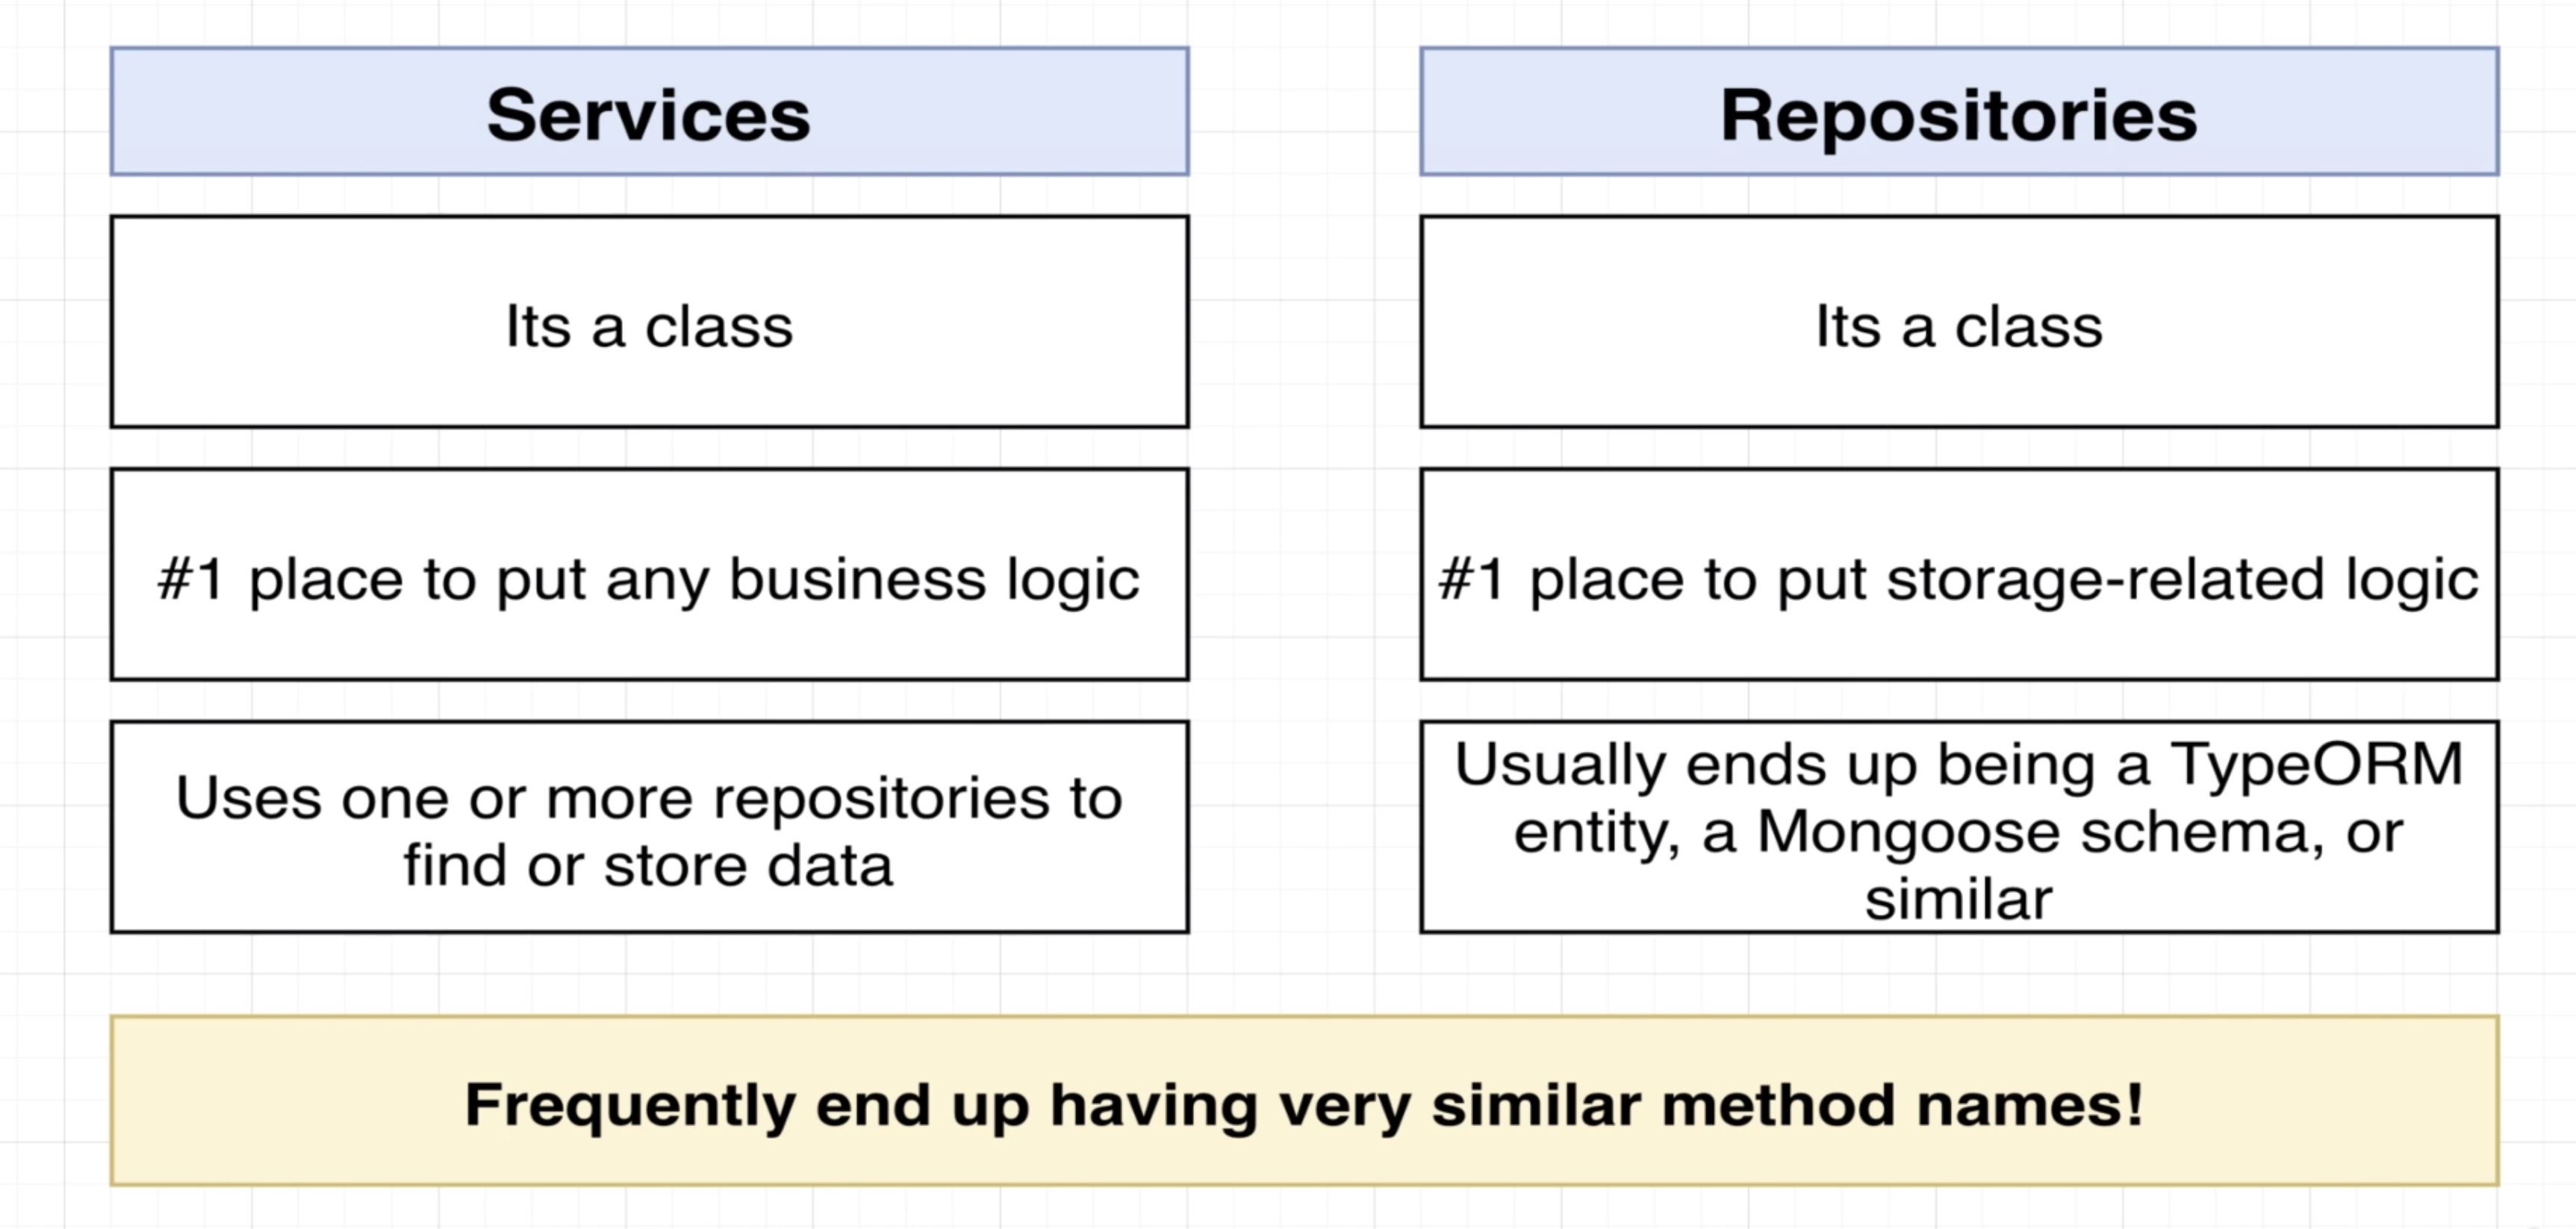 Services
Repositories
Its a class
Its a class
#1 place to put any business logic
#1 place to put storage-related logic
Uses one or more repositories to
find or store data
Usually ends up being a TypeORM
entity, a Mongoose schema, or
similar
Frequently end up having very similar method names!